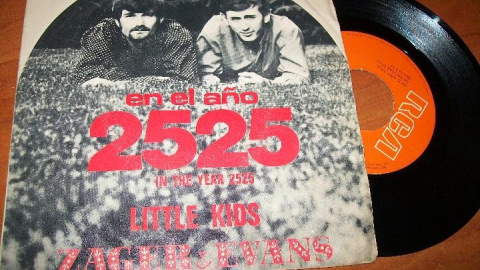 en el año
2525
IN THE YEAR 2525
LITTLE KIDS
ZAGER & EVANS
RCA